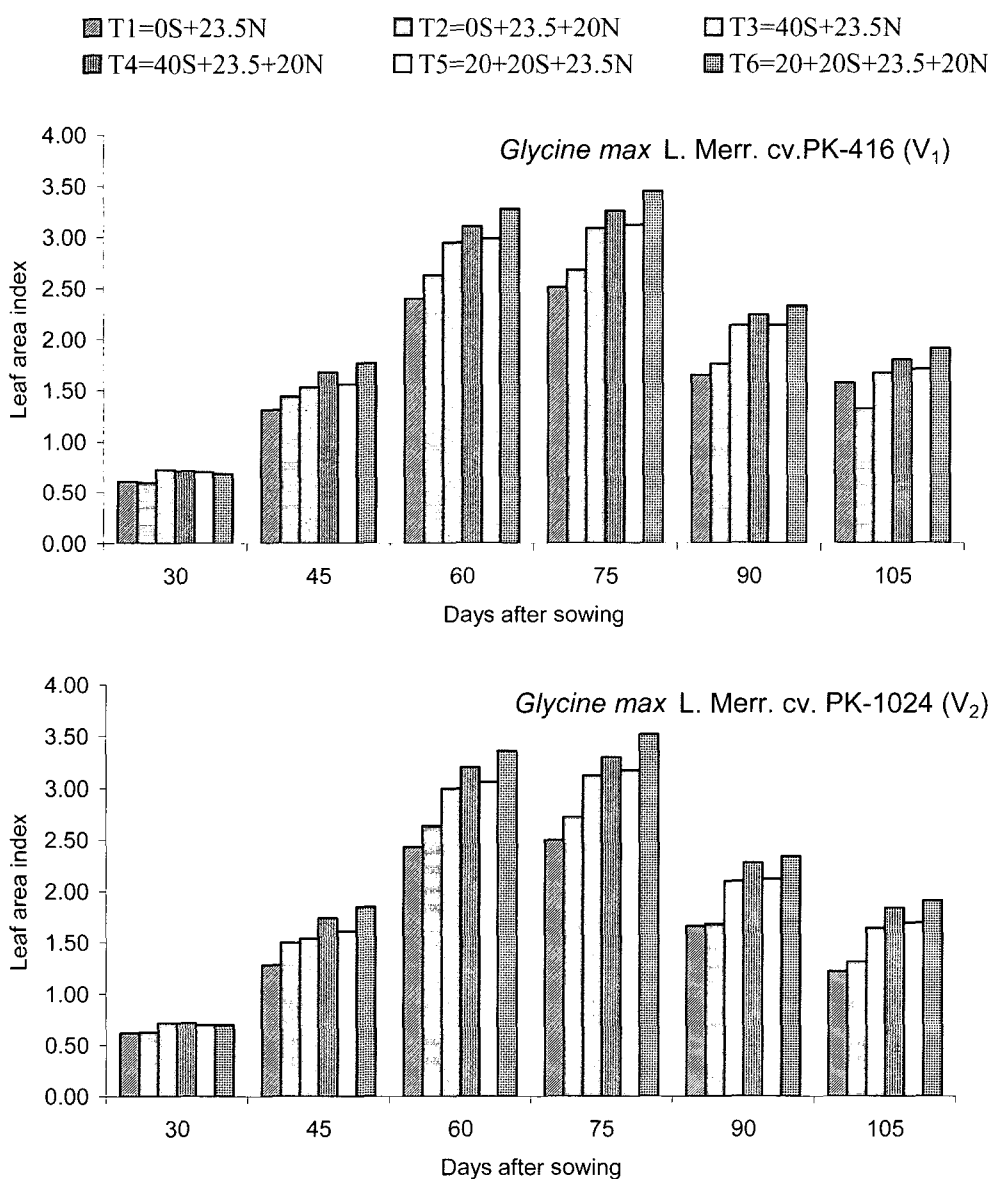 T1=0S+23.5N T2=0S+23.5+20N T3=40S+23.5N
T4=40S+23.5+20N T5=20+20S+23.5N T6=20+20S+23.5+20N
Glycine max L. Merr. cv.PK-416 (V₁)
Leaf area index
4.00
3.50
3.00
2.50
2.00
1.50
1.00
0.50
0.00
30 45 60 75 90 105
Days after sowing
Glycine max L. Merr. cv. PK-1024 (V₂)
Leaf area index
4.00
3.50
3.00
2.50
2.00
1.50
1.00
0.50
0.00
30 45 60 75 90 105
Days after sowing